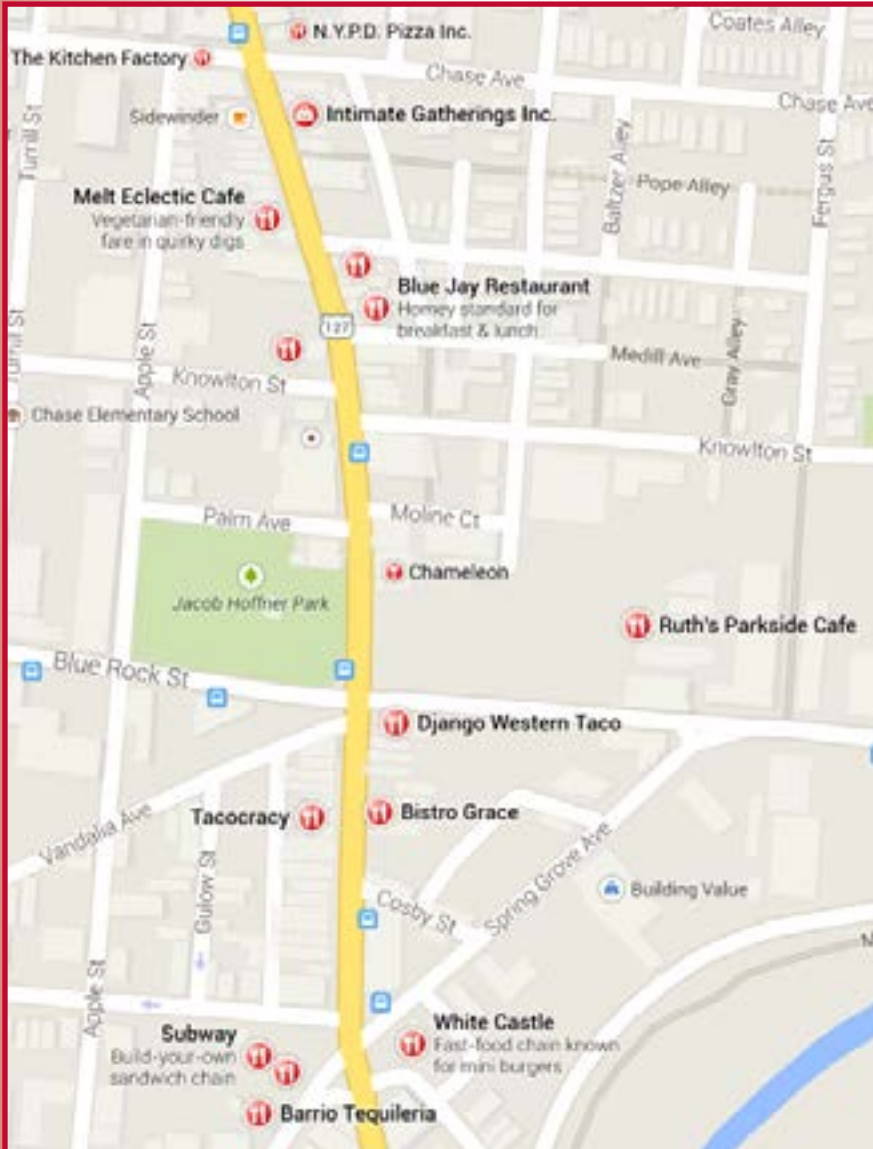 N.Y.P.D. Pizza Inc.
Coates Alley
The Kitchen Factory
Chase Ave
Chase Ave
Sidewinder
Intimate Gatherings Inc.
Turrill St
Baltzer Alley
Pope Alley
Fergus St
Melt Eclectic Cafe
Vegetarian-friendly
fare in quirky digs
Blue Jay Restaurant
Homey standard for
breakfast & lunch
127
Turrill St
Apple St
Medill Ave
Gray Alley
Knowlton St
Chase Elementary School
Knowlton St
Palm Ave
Moline Ct
Chameleon
Jacob Hoffner Park
Ruth's Parkside Cafe
Blue Rock St
Django Western Taco
Tacocracy
Bistro Grace
Vandalia Ave
Gulow St
Cosby St
Spring Grove Ave
Building Value
N
Apple St
Subway
Build-your-own
sandwich chain
White Castle
Fast-food chain known
for mini burgers
Barrio Tequileria